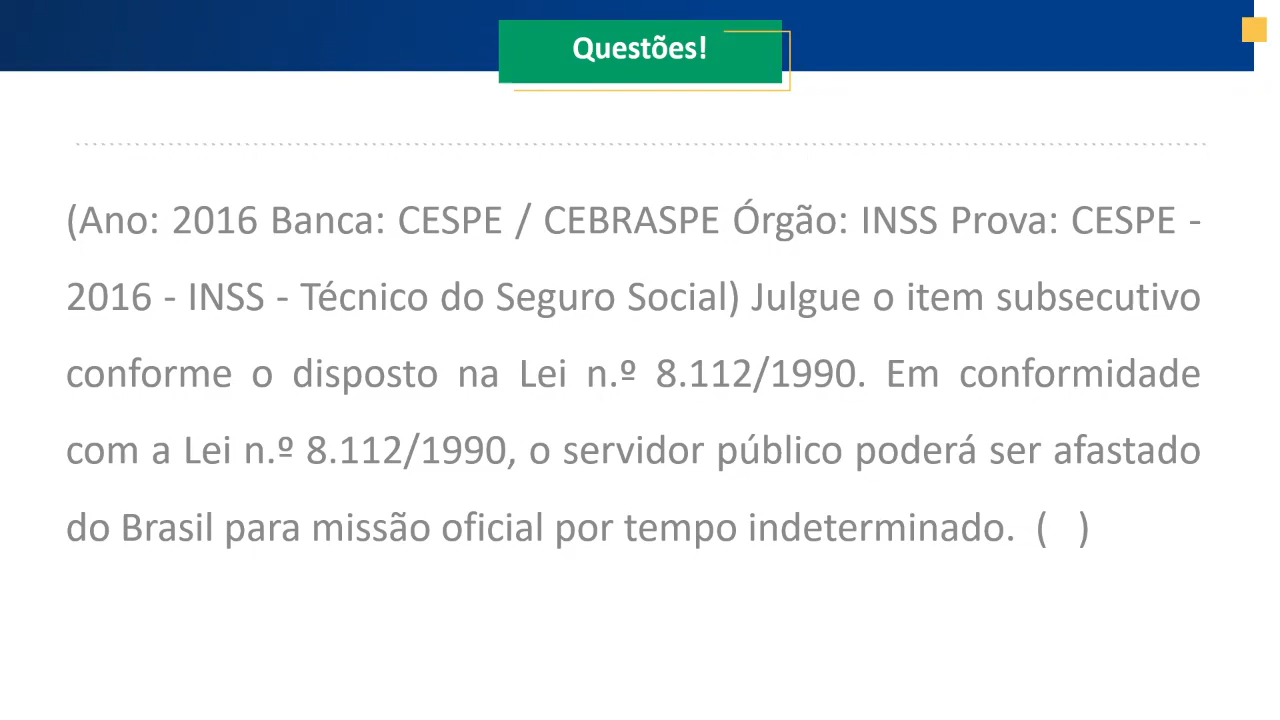 Questões!
(Ano: 2016 Banca: CESPE / CEBRASPE Órgão: INSS Prova: CESPE -
2016 - INSS - Técnico do Seguro Social) Julgue o item subsecutivo
conforme o disposto na Lei n.º 8.112/1990. Em conformidade
com a Lei n.º 8.112/1990, o servidor público poderá ser afastado
do Brasil para missão oficial por tempo indeterminado. ( )